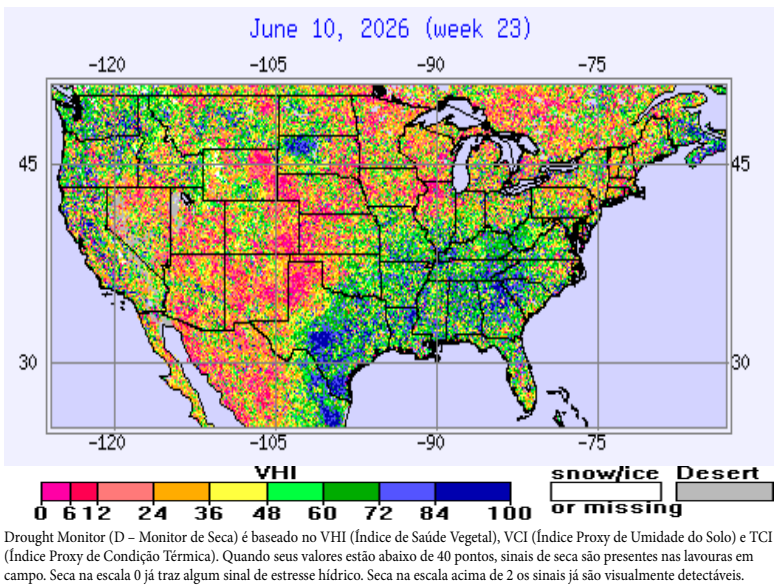 June 10, 2026 (week 23)
-120 -105 -90 -75
45 45
30 30
-120 -105 -90 -75
VHI snow/ice Desert
or missing
0 6 12 24 36 48 60 72 84 100
Drought Monitor (D – Monitor de Seca) é baseado no VHI (Índice de Saúde Vegetal), VCI (Índice Proxy de Umidade do Solo) e TCI
(Índice Proxy de Condição Térmica). Quando seus valores estão abaixo de 40 pontos, sinais de seca são presentes nas lavouras em
campo. Seca na escala 0 já traz algum sinal de estresse hídrico. Seca na escala acima de 2 os sinais já são visualmente detectáveis.